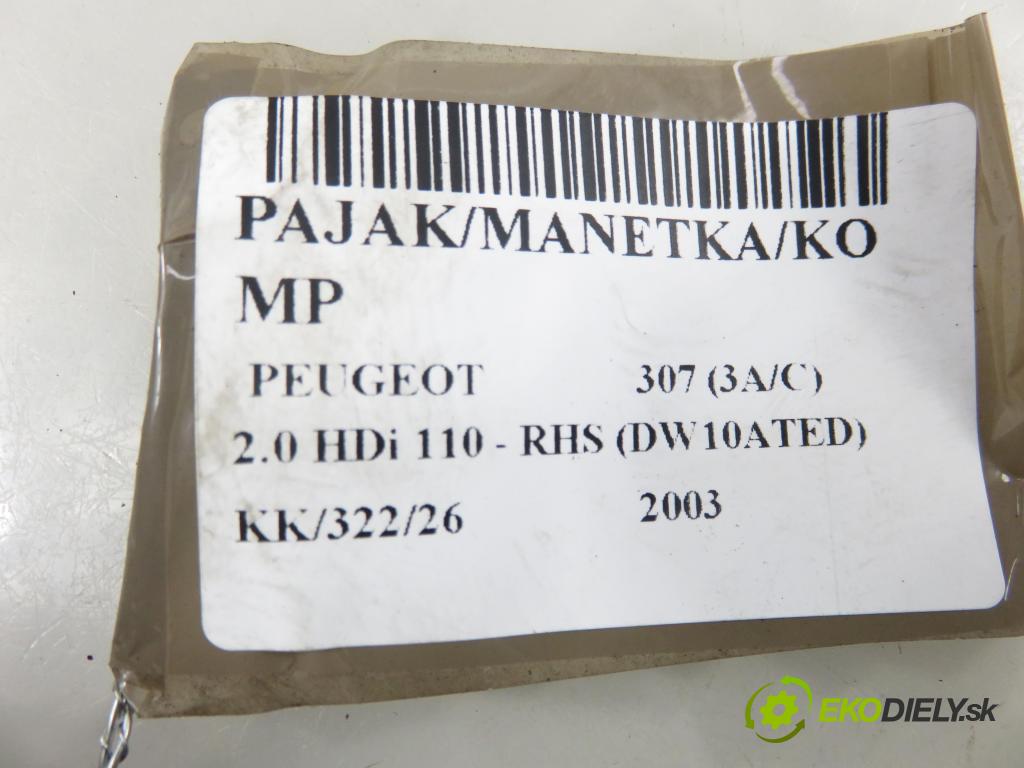 PAJAK/MANETKA/KO
MP
PEUGEOT 307 (3A/C)
2.0 HDi 110 - RHS (DW10ATED)
KK/322/26 2003
EKODIELY.sk